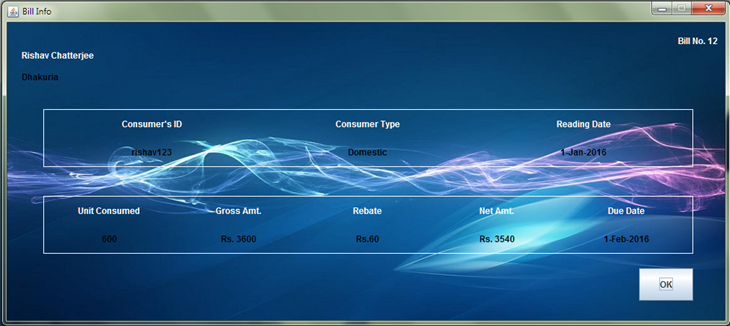 Bill Info
Bill No. 12
Rishav Chatterjee
Dhakuria
Consumer's ID Consumer Type Reading Date
rishav123 Domestic 1-Jan-2016
Unit Consumed Gross Amt. Rebate Net Amt. Due Date
600 Rs. 3600 Rs.60 Rs. 3540 1-Feb-2016
OK